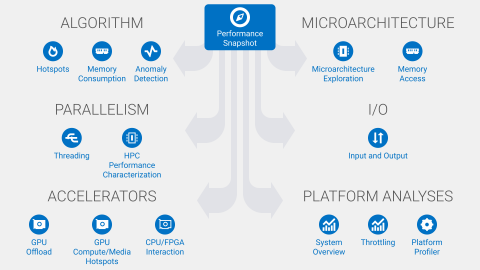 Performance
Snapshot
ALGORITHM
Hotspots
Memory
Consumption
Anomaly
Detection
MICROARCHITECTURE
Microarchitecture
Exploration
Memory
Access
PARALLELISM
Threading
HPC
Performance
Characterization
I/O
Input and Output
ACCELERATORS
GPU
Offload
GPU
Compute/Media
Hotspots
CPU/FPGA
Interaction
PLATFORM ANALYSES
System
Overview
Throttling
Platform
Profiler